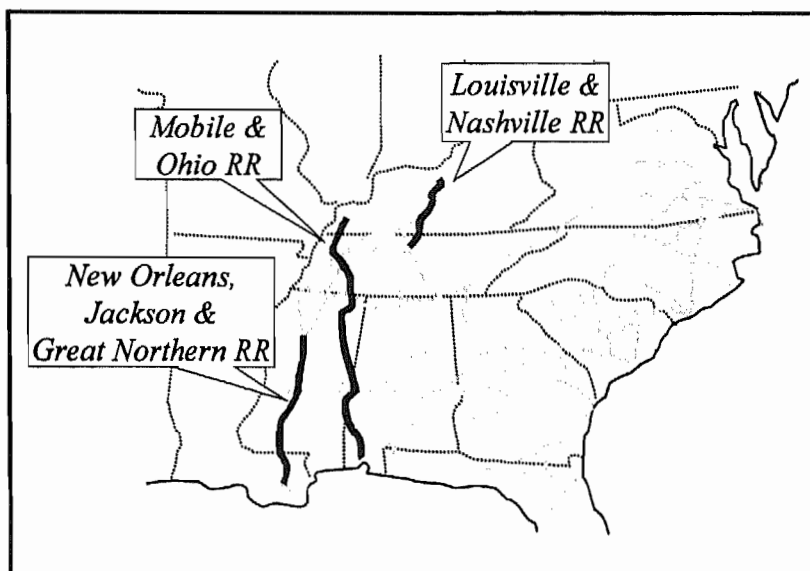 Louisville &
Nashville RR
Mobile &
Ohio RR
New Orleans,
Jackson &
Great Northern RR